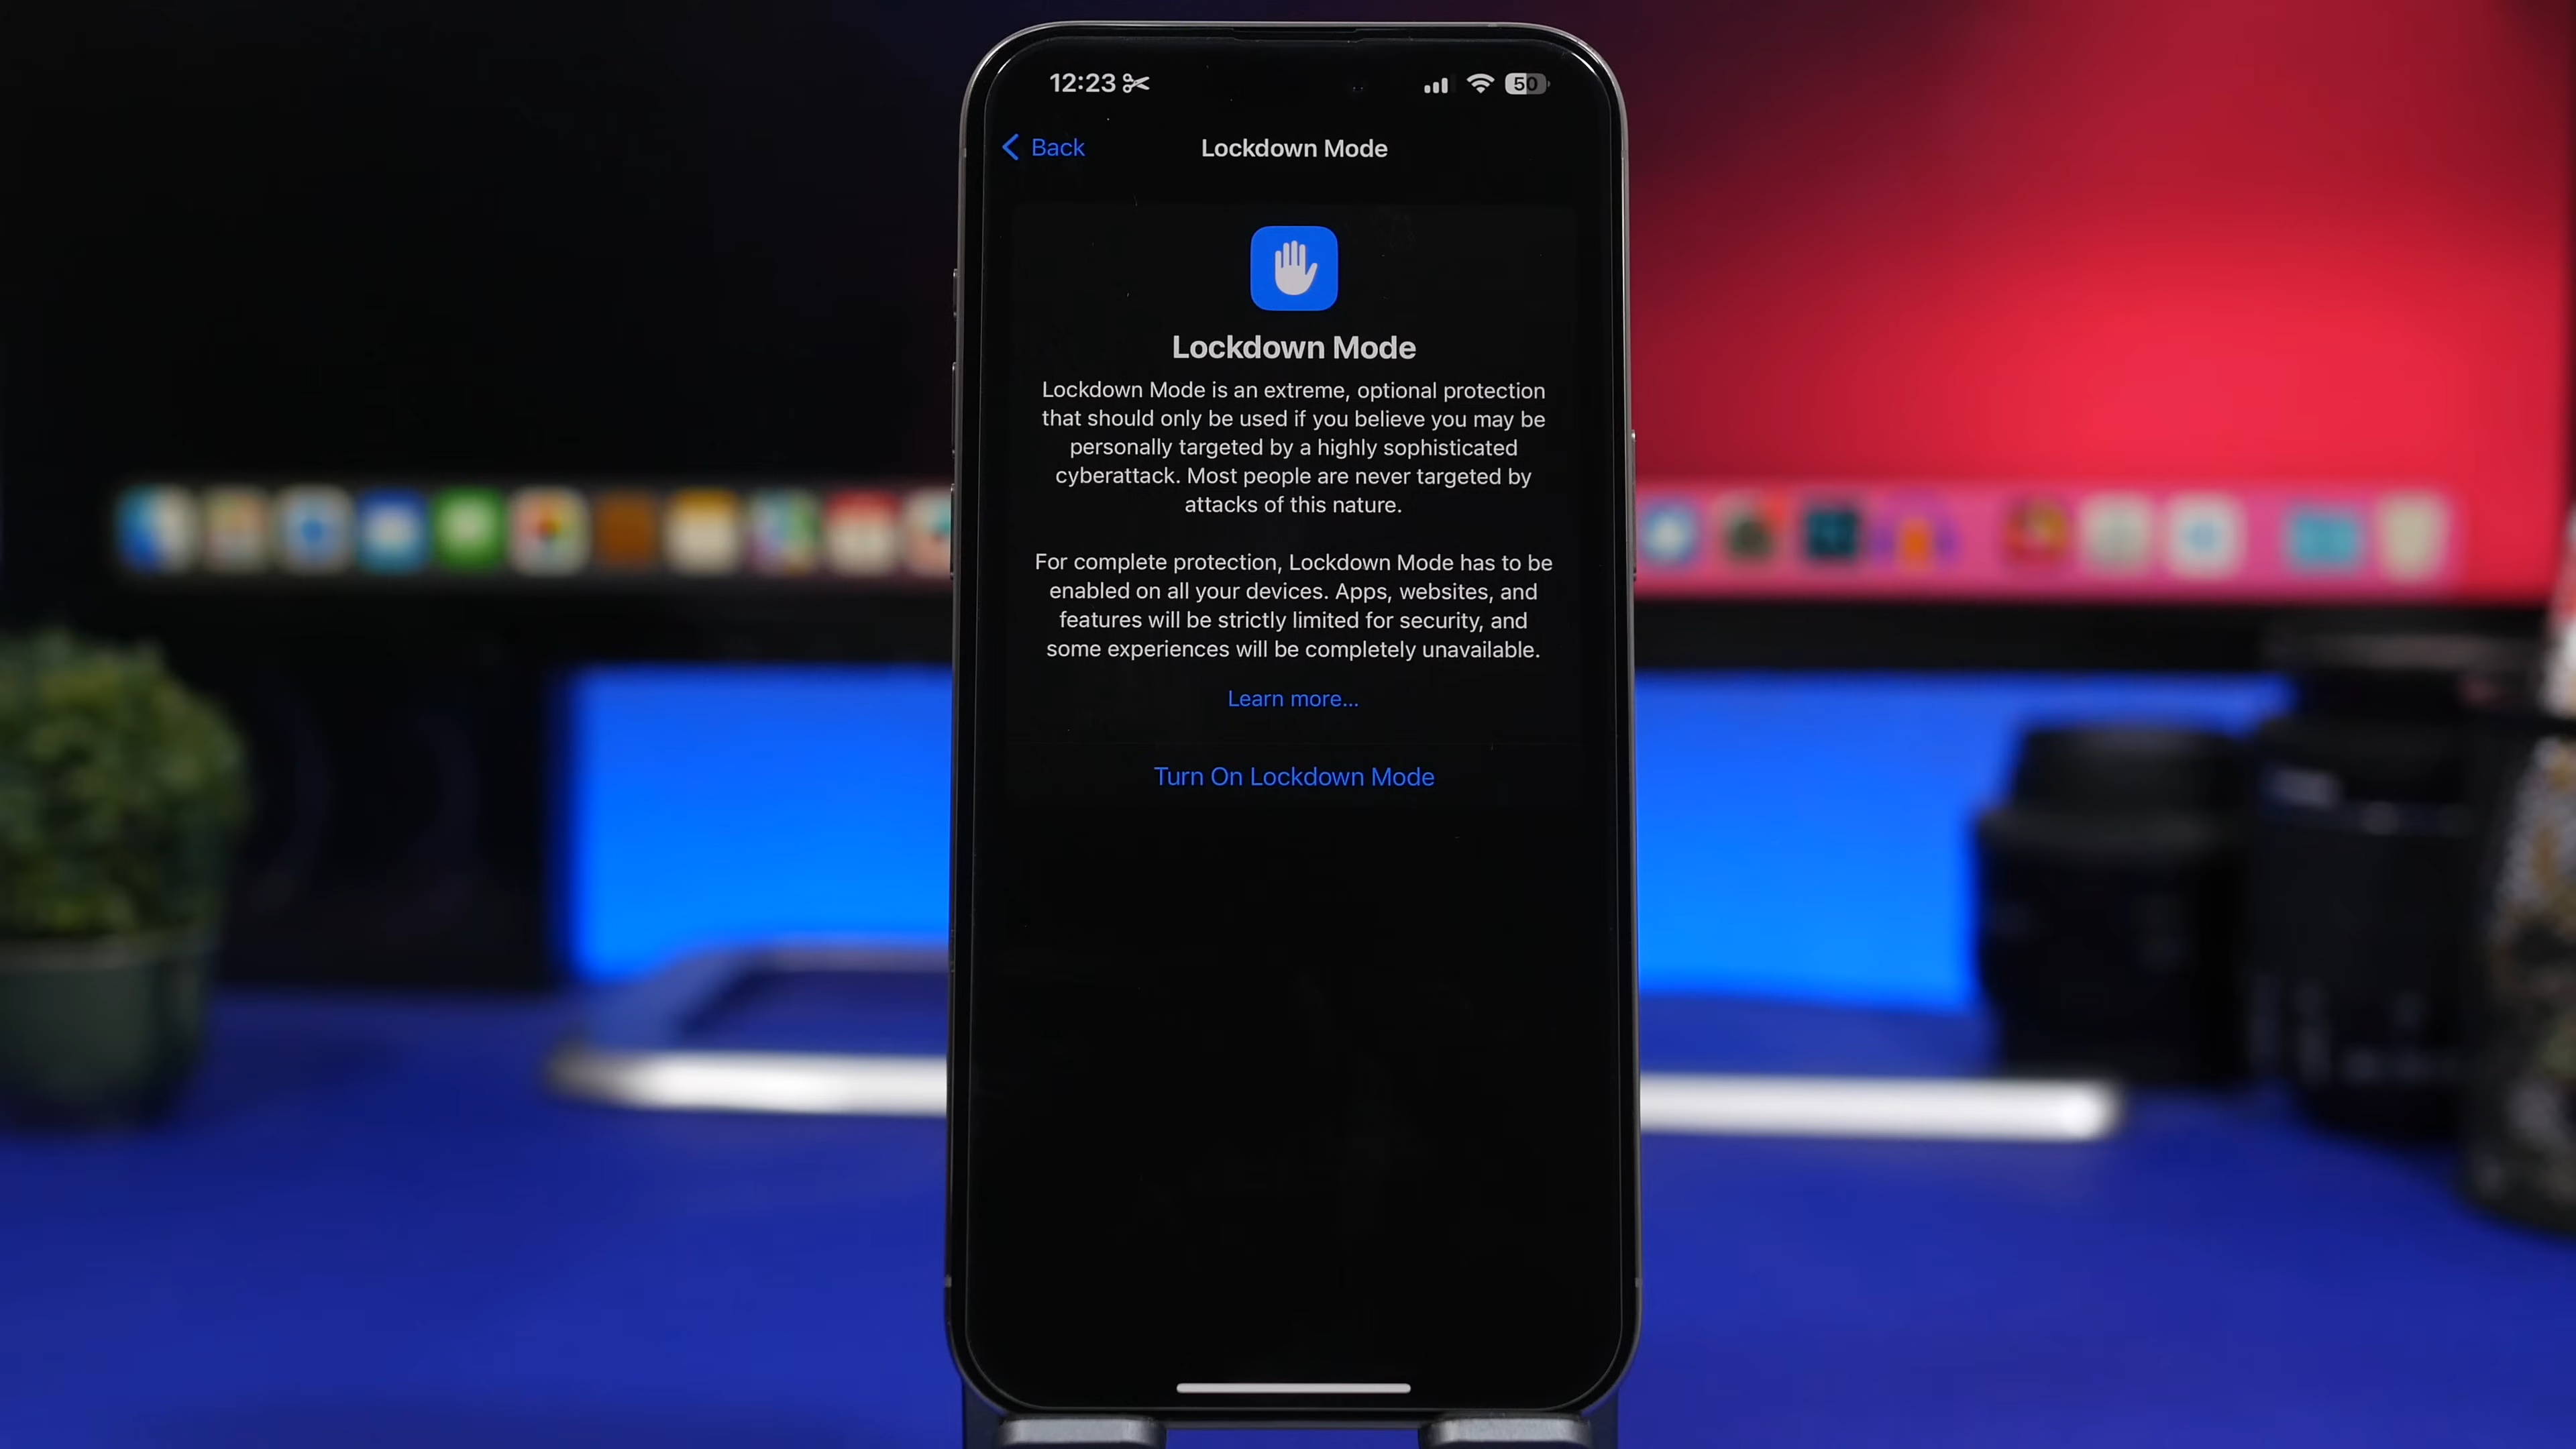 12:23
50
Back
Lockdown Mode
Lockdown Mode
Lockdown Mode is an extreme, optional protection
that should only be used if you believe you may be
personally targeted by a highly sophisticated
cyberattack. Most people are never targeted by
attacks of this nature.
For complete protection, Lockdown Mode has to be
enabled on all your devices. Apps, websites, and
features will be strictly limited for security, and
some experiences will be completely unavailable.
Learn more...
Turn On Lockdown Mode